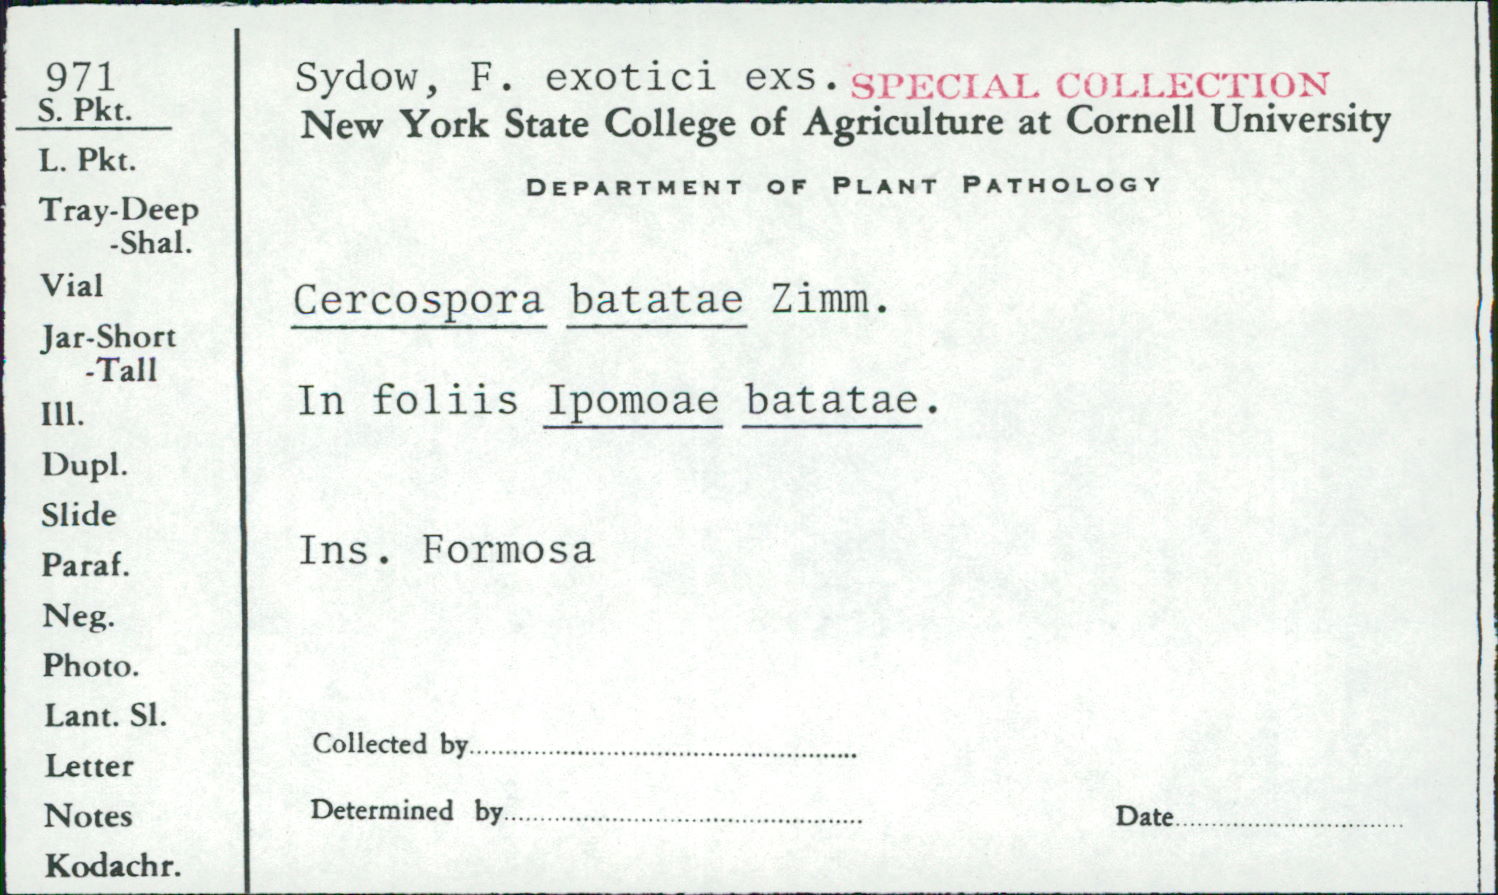 971
S. Pkt.
L. Pkt.
Tray-Deep
-Shal.
Vial
Jar-Short
-Tall
Ill.
Dupl.
Slide
Paraf.
Neg.
Photo.
Lant. Sl.
Letter
Notes
Kodachr.
Sydow, F. exotici exs. SPECIAL COLLECTION
New York State College of Agriculture at Cornell University
DEPARTMENT OF PLANT PATHOLOGY
Cercospora batatae Zimm.
In foliis Ipomoae batatae.
Ins. Formosa
Collected by
Determined by
Date